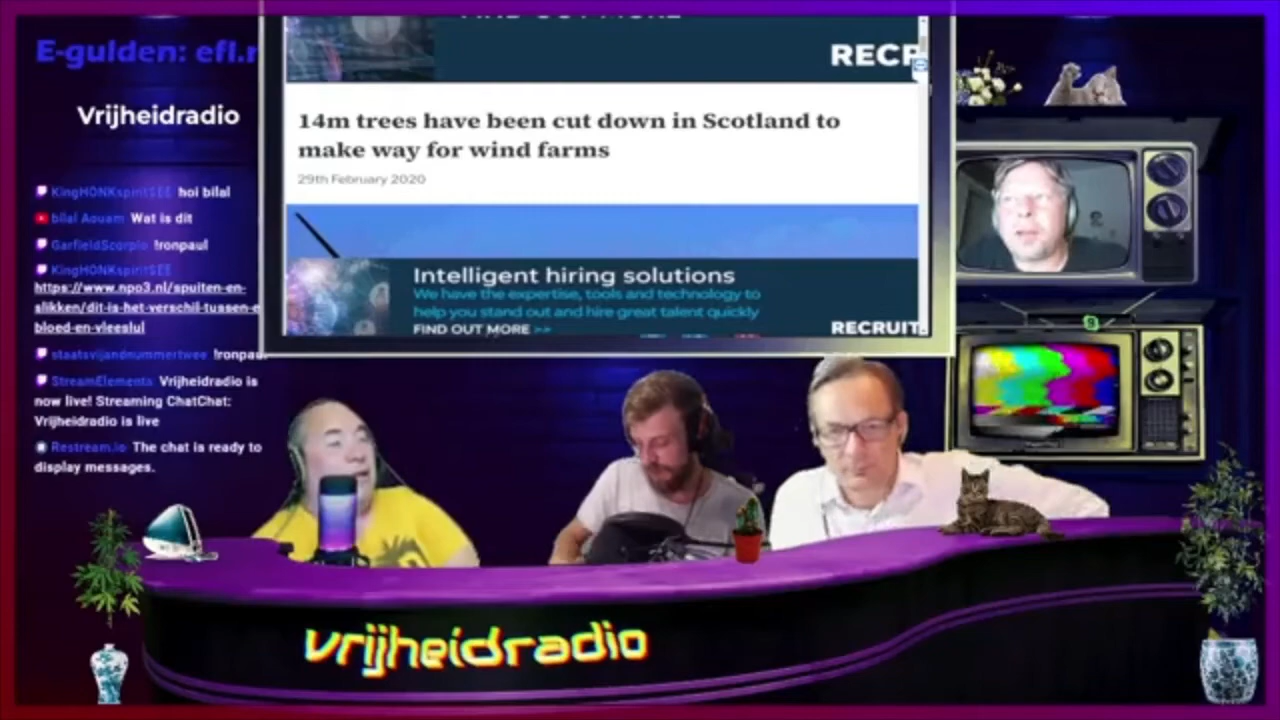 E-gulden: efl.r
Vrijheidradio
KingHONKspiritSEE hoi bilal
bilal Aouam Wat is dit
GarfieldScorpio !ronpaul
KingHONKspiritSEE
https://www.npo3.nl/spuiten-en-
slikken/dit-is-het-verschil-tussen-e
bloed-en-vleeslul
staatsvijandnummertwee !ronpaul
StreamElements Vrijheidradio is
now live! Streaming ChatChat:
Vrijheidradio is live
Restream.io The chat is ready to
display messages.
RECR
14m trees have been cut down in Scotland to
make way for wind farms
29th February 2020
Intelligent hiring solutions
We have the expertise, tools and technology to
help you stand out and hire great talent quickly
FIND OUT MORE >>
RECRUIT
vrijheidradio